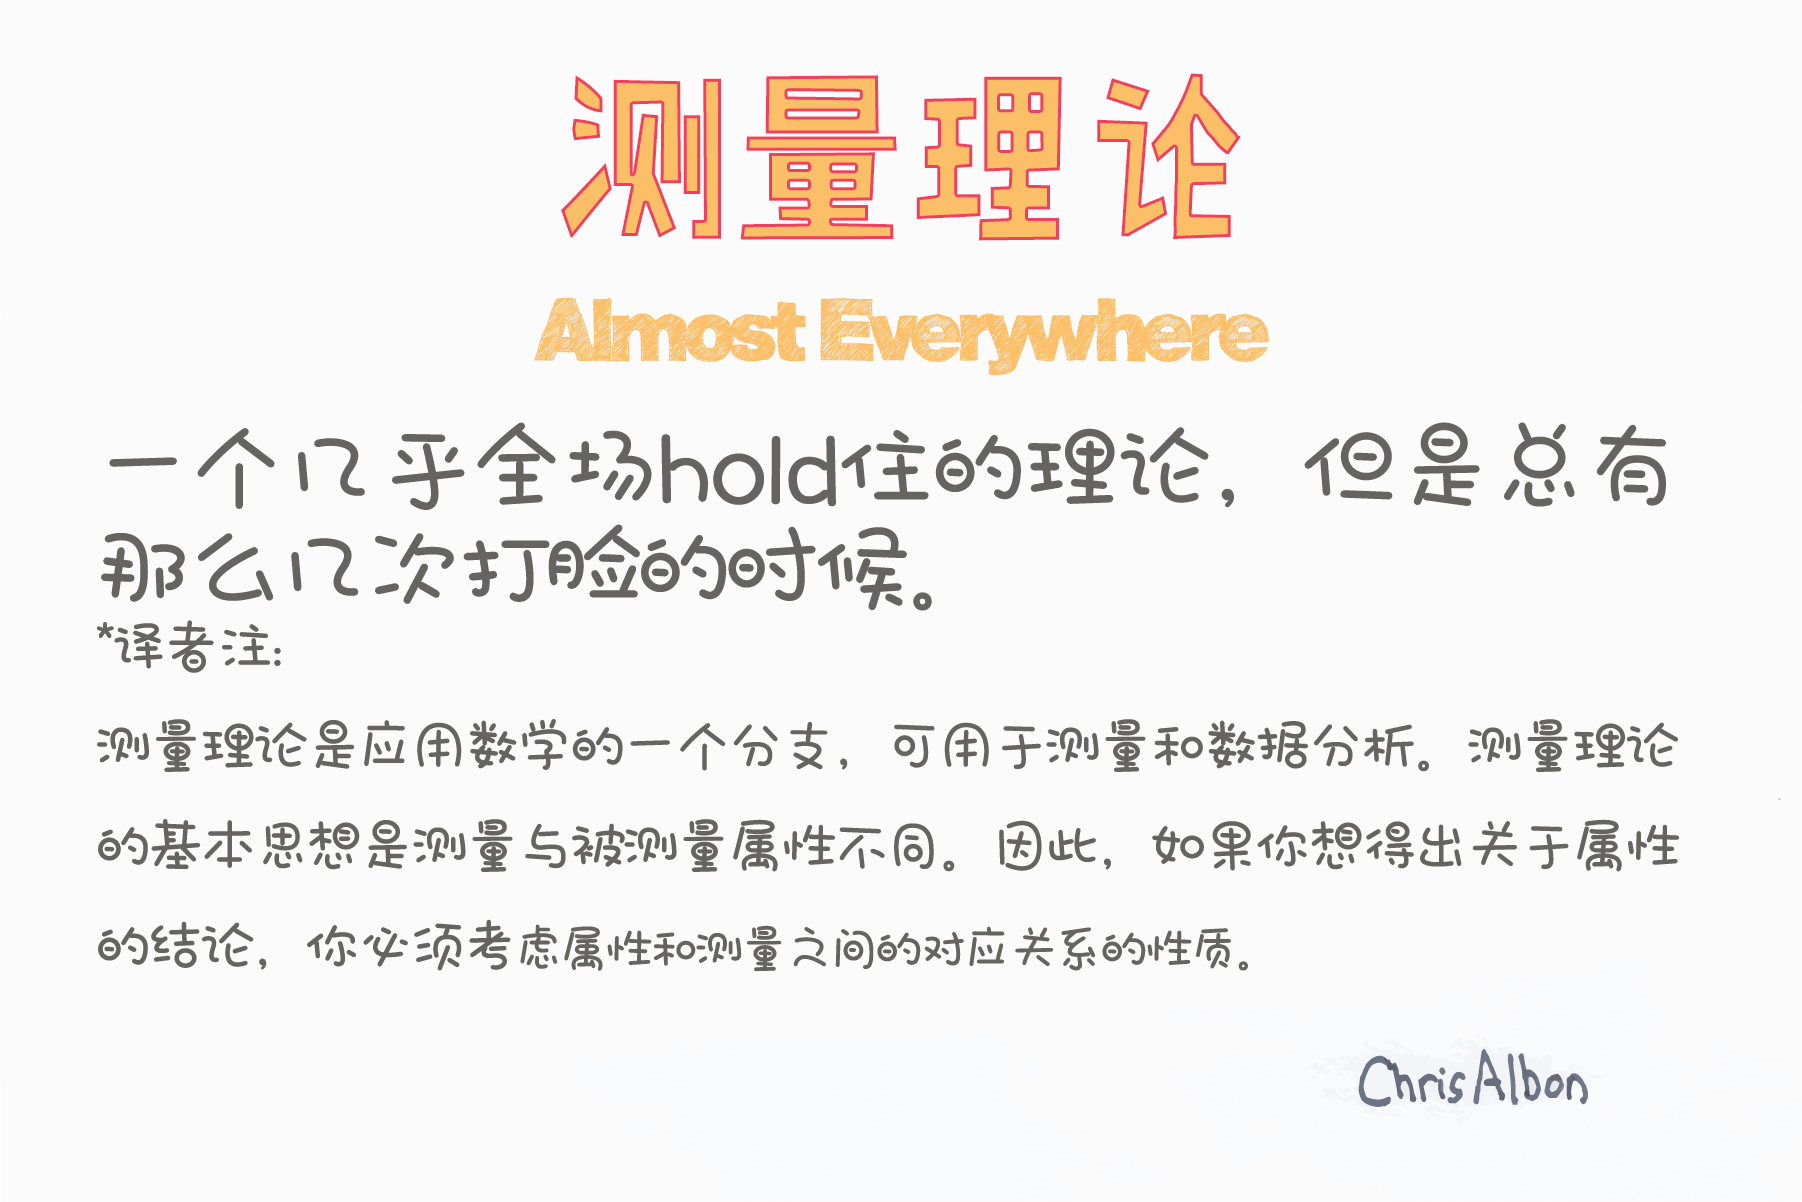 测量理论
Almost Everywhere
一个几乎全场hold住的理论，但是总有
那么几次打脸的时候。
*译者注:
测量理论是应用数学的一个分支，可用于测量和数据分析。测量理论
的基本思想是测量与被测量属性不同。因此，如果你想得出关于属性
的结论，你必须考虑属性和测量之间的对应关系的性质。
Chris Albon